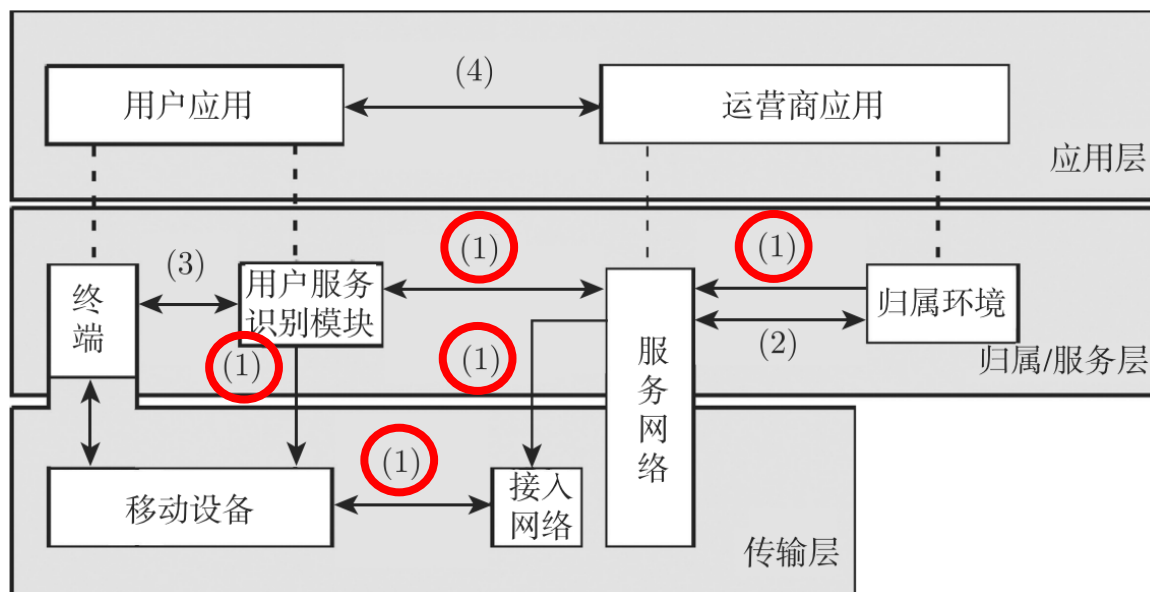 (4)
用户应用
运营商应用
应用层
(1)
(1)
(3)
终
端
用户服务
识别模块
归属环境
(2)
(1)
(1)
服
务
网
络
归属/服务层
(1)
移动设备
接入
网络
传输层